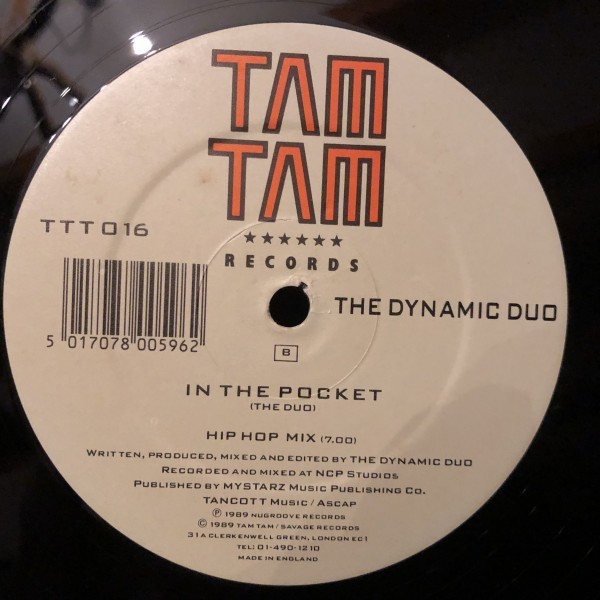 TAM
TAM
★★★★★★
RECORDS
TTT016
THE DYNAMIC DUO
5 017078 005962
B
IN THE POCKET
(THE DUO)
HIP HOP MIX (7.00)
WRITTEN, PRODUCED, MIXED AND EDITED BY THE DYNAMIC DUO
RECORDED AND MIXED AT NCP STUDIOS
PUBLISHED BY MYSTARZ MUSIC PUBLISHING CO.
TANCOTT MUSIC / ASCAP
℗ 1989 NUGROOVE RECORDS
© 1989 TAM TAM / SAVAGE RECORDS
31A CLERKENWELL GREEN, LONDON EC1
TEL: 01-490-1210
MADE IN ENGLAND